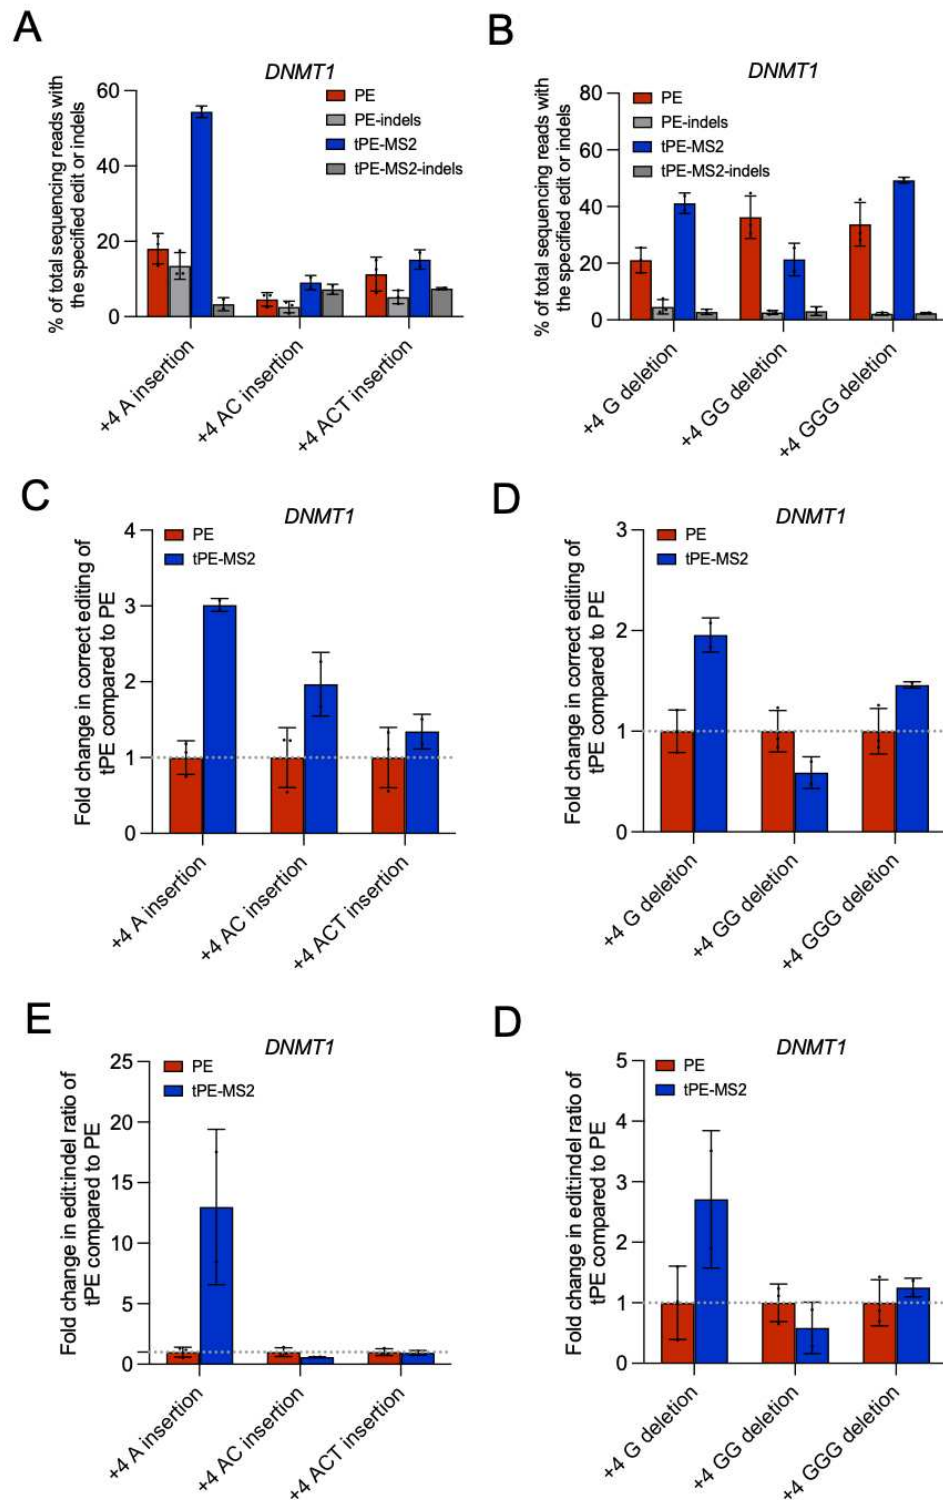 A
DNMT1
% of total sequencing reads with
the specified edit or indels
60
40
20
0
PE
PE-indels
tPE-MS2
tPE-MS2-indels
+4 A insertion
+4 AC insertion
+4 ACT insertion
B
DNMT1
% of total sequencing reads with
the specified edit or indels
80
60
40
20
0
PE
PE-indels
tPE-MS2
tPE-MS2-indels
+4 G deletion
+4 GG deletion
+4 GGG deletion
C
DNMT1
Fold change in correct editing of
tPE compared to PE
4
3
2
1
0
PE
tPE-MS2
+4 A insertion
+4 AC insertion
+4 ACT insertion
D
DNMT1
Fold change in correct editing of
tPE compared to PE
3
2
1
0
PE
tPE-MS2
+4 G deletion
+4 GG deletion
+4 GGG deletion
E
DNMT1
Fold change in edit:indel ratio of
tPE compared to PE
25
20
15
10
5
0
PE
tPE-MS2
+4 A insertion
+4 AC insertion
+4 ACT insertion
D
DNMT1
Fold change in edit:indel ratio of
tPE compared to PE
5
4
3
2
1
0
PE
tPE-MS2
+4 G deletion
+4 GG deletion
+4 GGG deletion